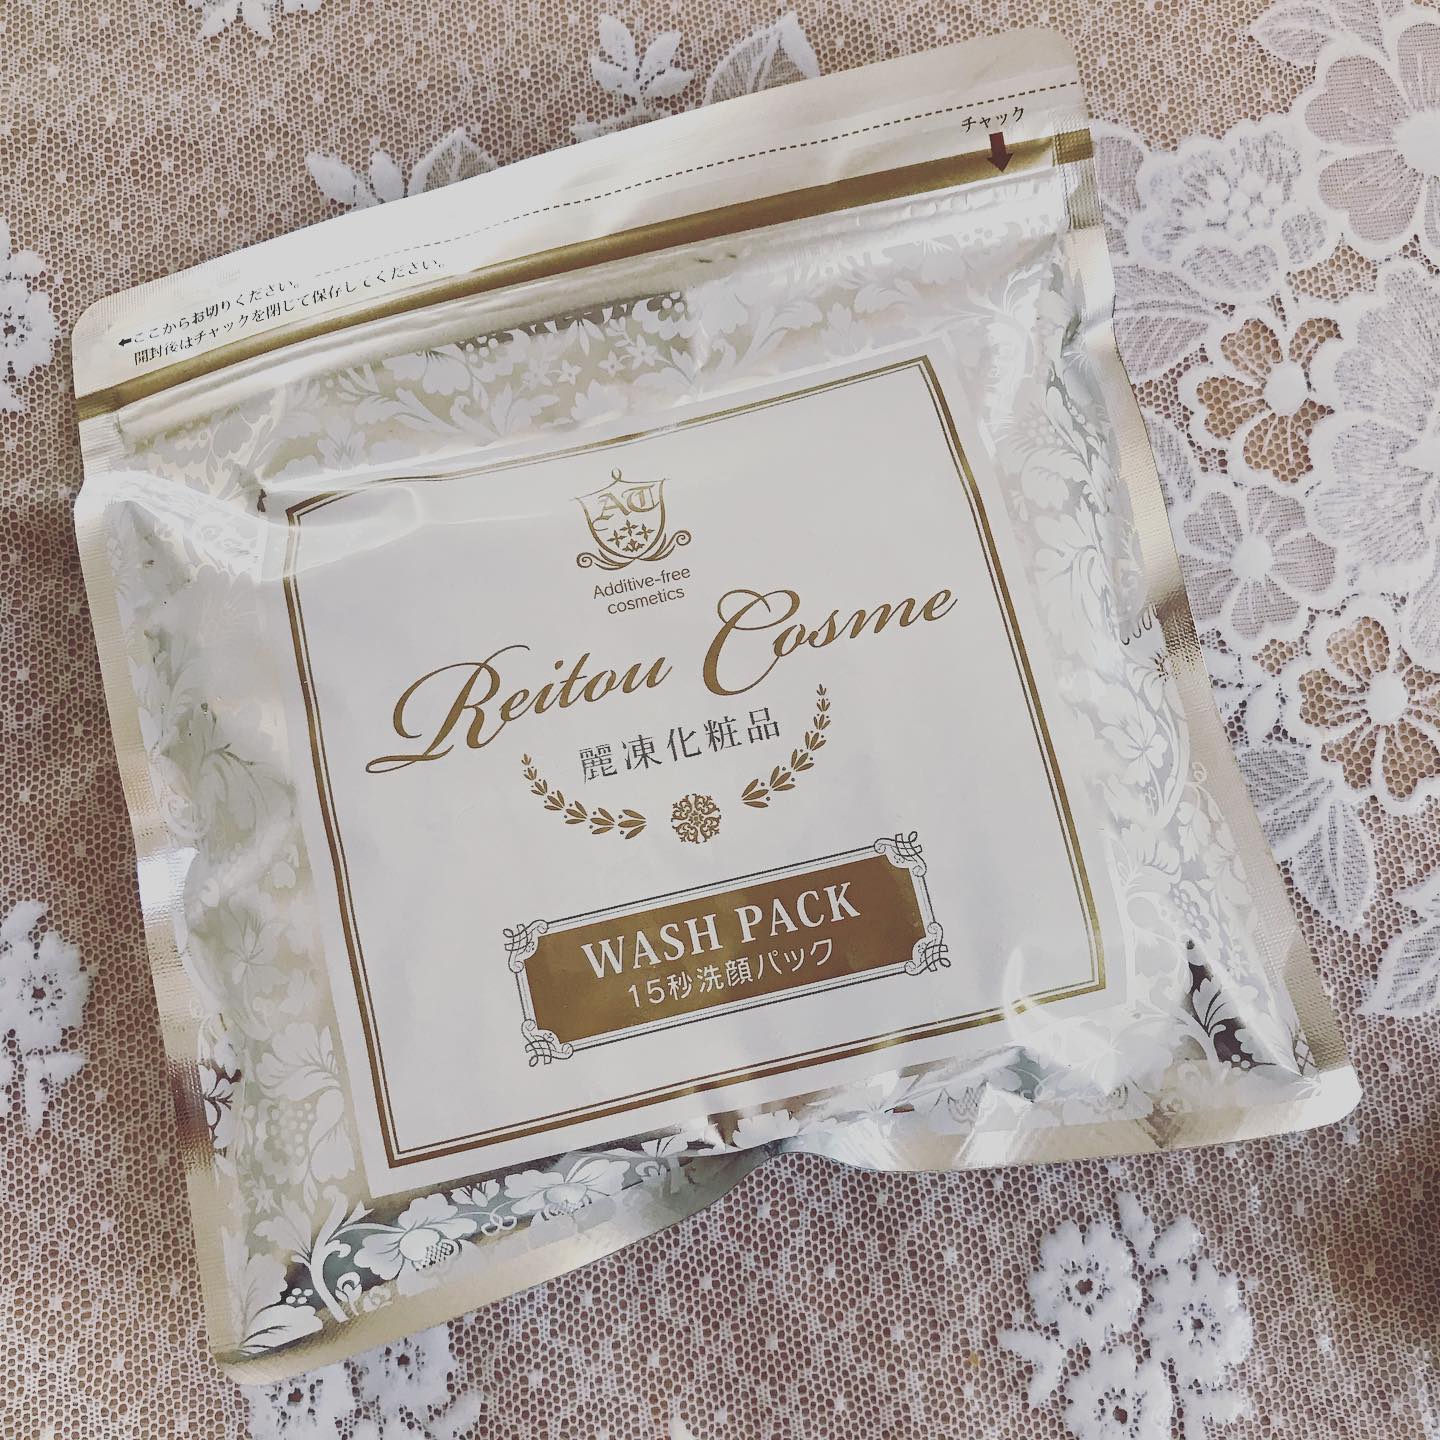 チャック
←ここからお切りください。
開封後はチャックを閉じて保存してください。
AT
Additive-free
cosmetics
Reitou Cosme
麗凍化粧品
WASH PACK
15秒洗顔パック